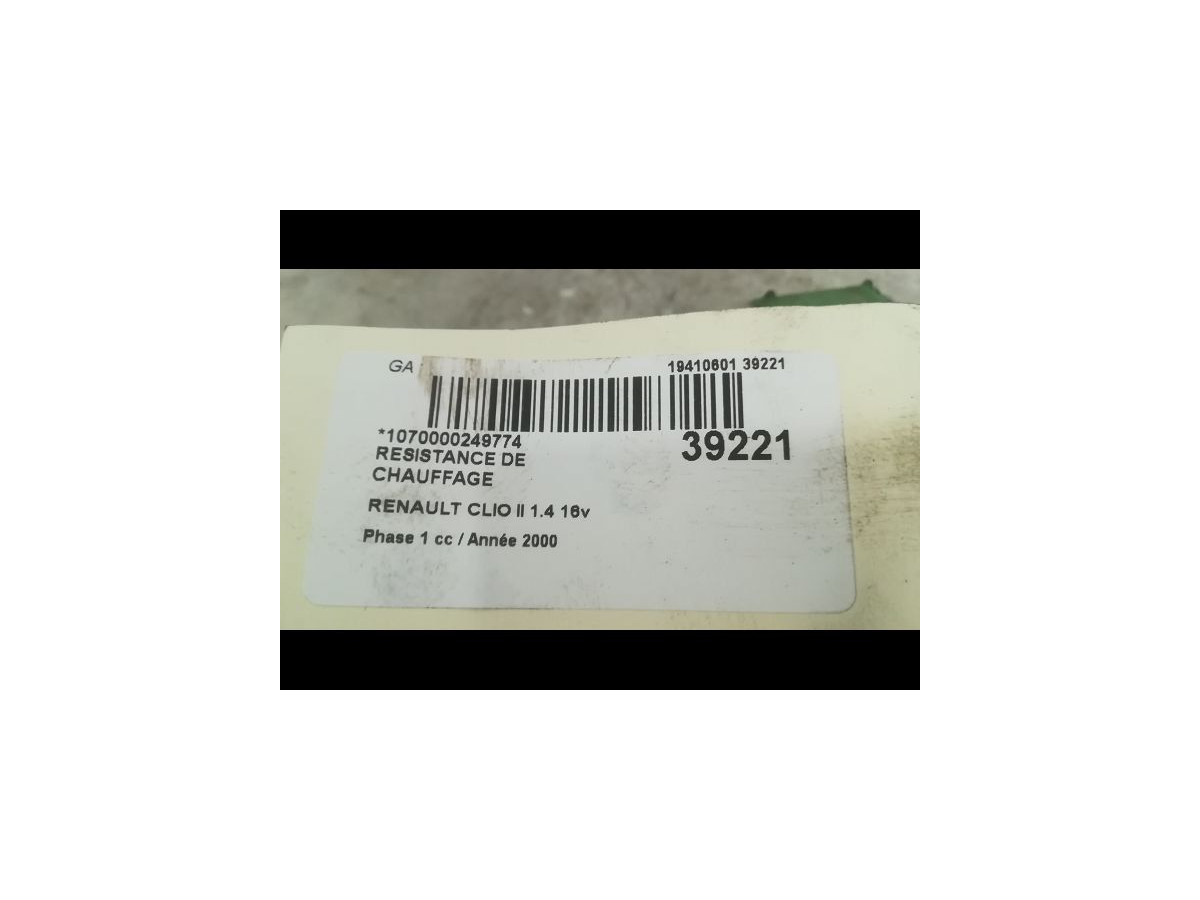 GA
19410601 39221
*1070000249774
39221
RESISTANCE DE
CHAUFFAGE
RENAULT CLIO II 1.4 16v
Phase 1 cc / Année 2000